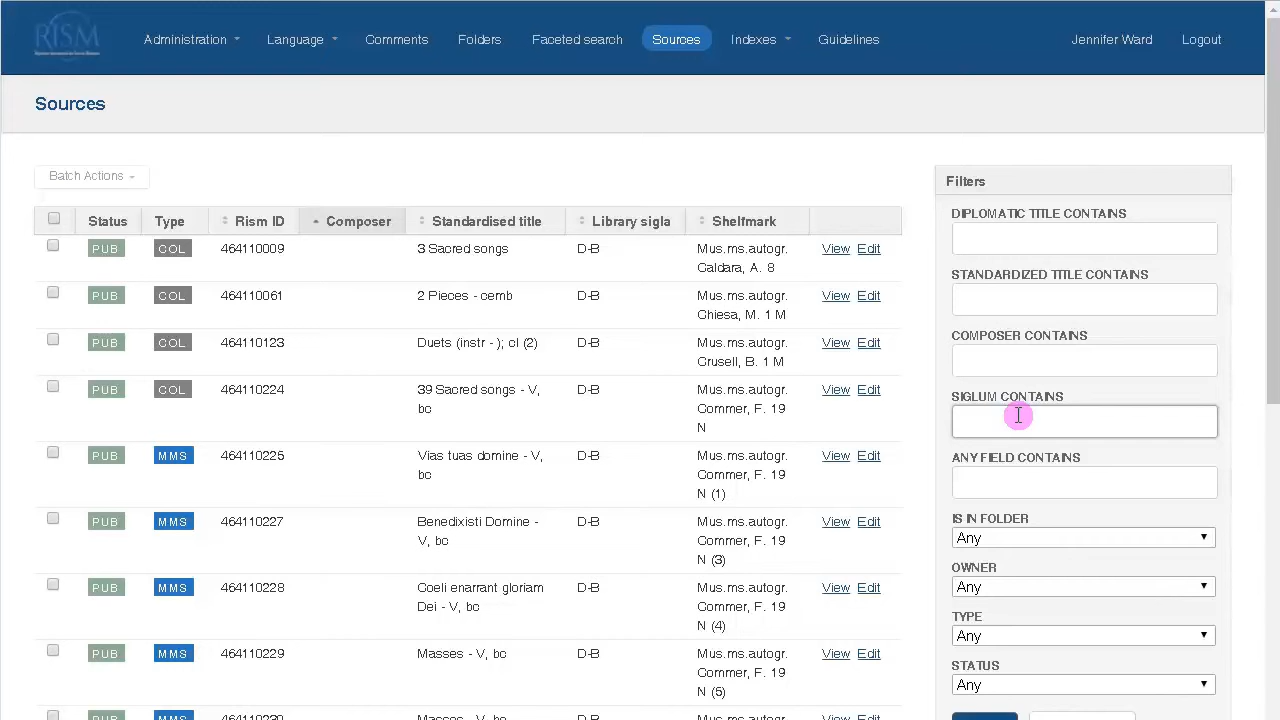 RISM
Administration Language Comments Folders Faceted search Sources Indexes Guidelines Jennifer Ward Logout
Sources
Batch Actions
Status Type Rism ID Composer Standardised title Library sigla Shelfmark
PUB COL 464110009 3 Sacred songs D-B Mus.ms.autogr. View Edit
Caldara, A. 8
PUB COL 464110061 2 Pieces - cemb D-B Mus.ms.autogr. View Edit
Chiesa, M. 1 M
PUB COL 464110123 Duets (instr - ); cl (2) D-B Mus.ms.autogr. View Edit
Crusell, B. 1 M
PUB COL 464110224 39 Sacred songs - V, D-B Mus.ms.autogr. View Edit
bc Commer, F. 19
N
PUB MMS 464110225 Vias tuas domine - V, D-B Mus.ms.autogr. View Edit
bc Commer, F. 19
N (1)
PUB MMS 464110227 Benedixisti Domine - D-B Mus.ms.autogr. View Edit
V, bc Commer, F. 19
N (3)
PUB MMS 464110228 Coeli enarrant gloriam D-B Mus.ms.autogr. View Edit
Dei - V, bc Commer, F. 19
N (4)
PUB MMS 464110229 Masses - V, bc D-B Mus.ms.autogr. View Edit
Commer, F. 19
N (5)
Filters
DIPLOMATIC TITLE CONTAINS
STANDARDIZED TITLE CONTAINS
COMPOSER CONTAINS
SIGLUM CONTAINS
ANY FIELD CONTAINS
IS IN FOLDER
Any
OWNER
Any
TYPE
Any
STATUS
Any